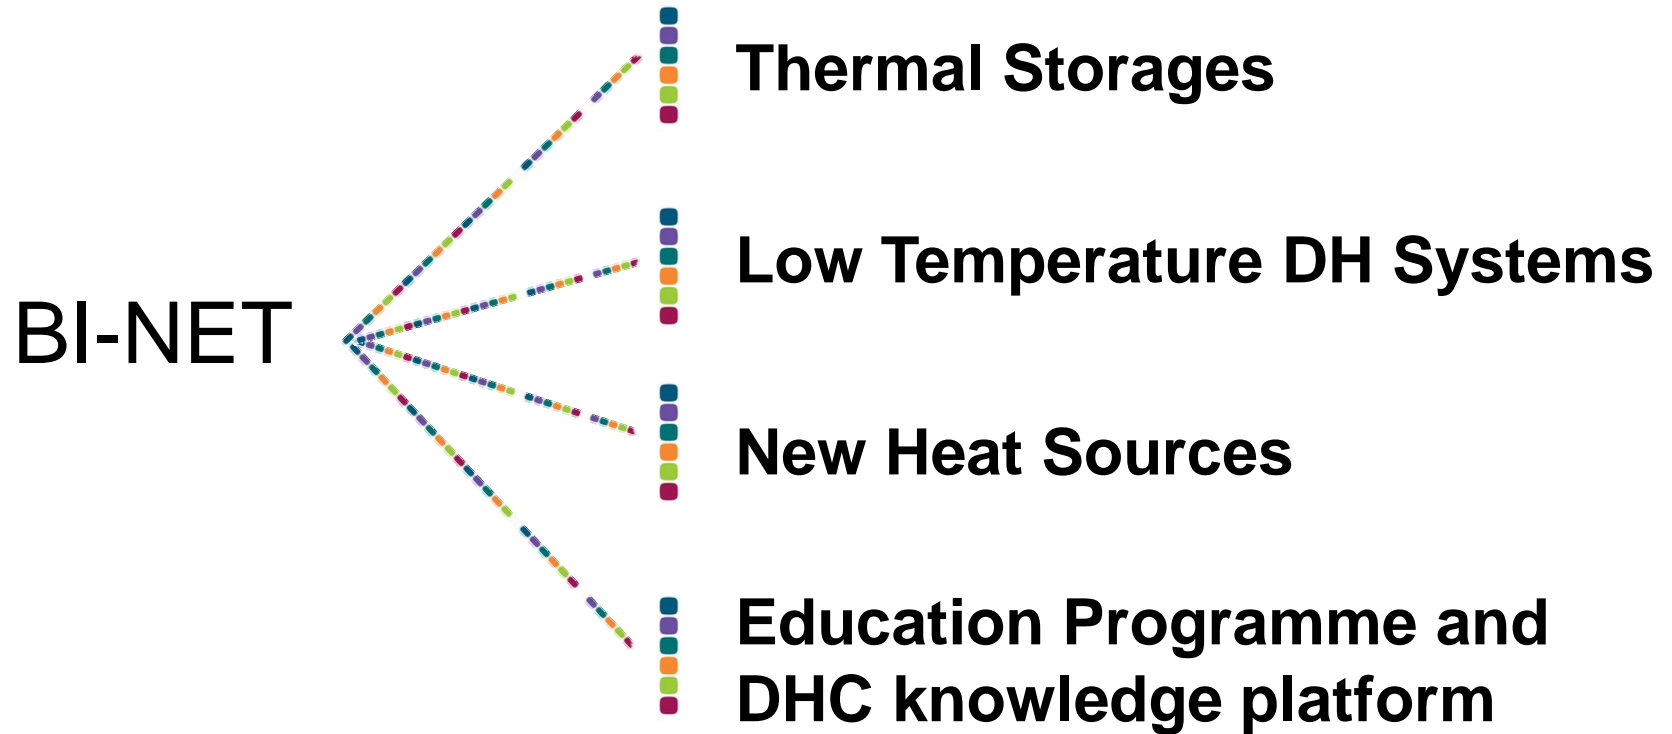 Thermal Storages
Low Temperature DH Systems
BI-NET
New Heat Sources
Education Programme and
DHC knowledge platform